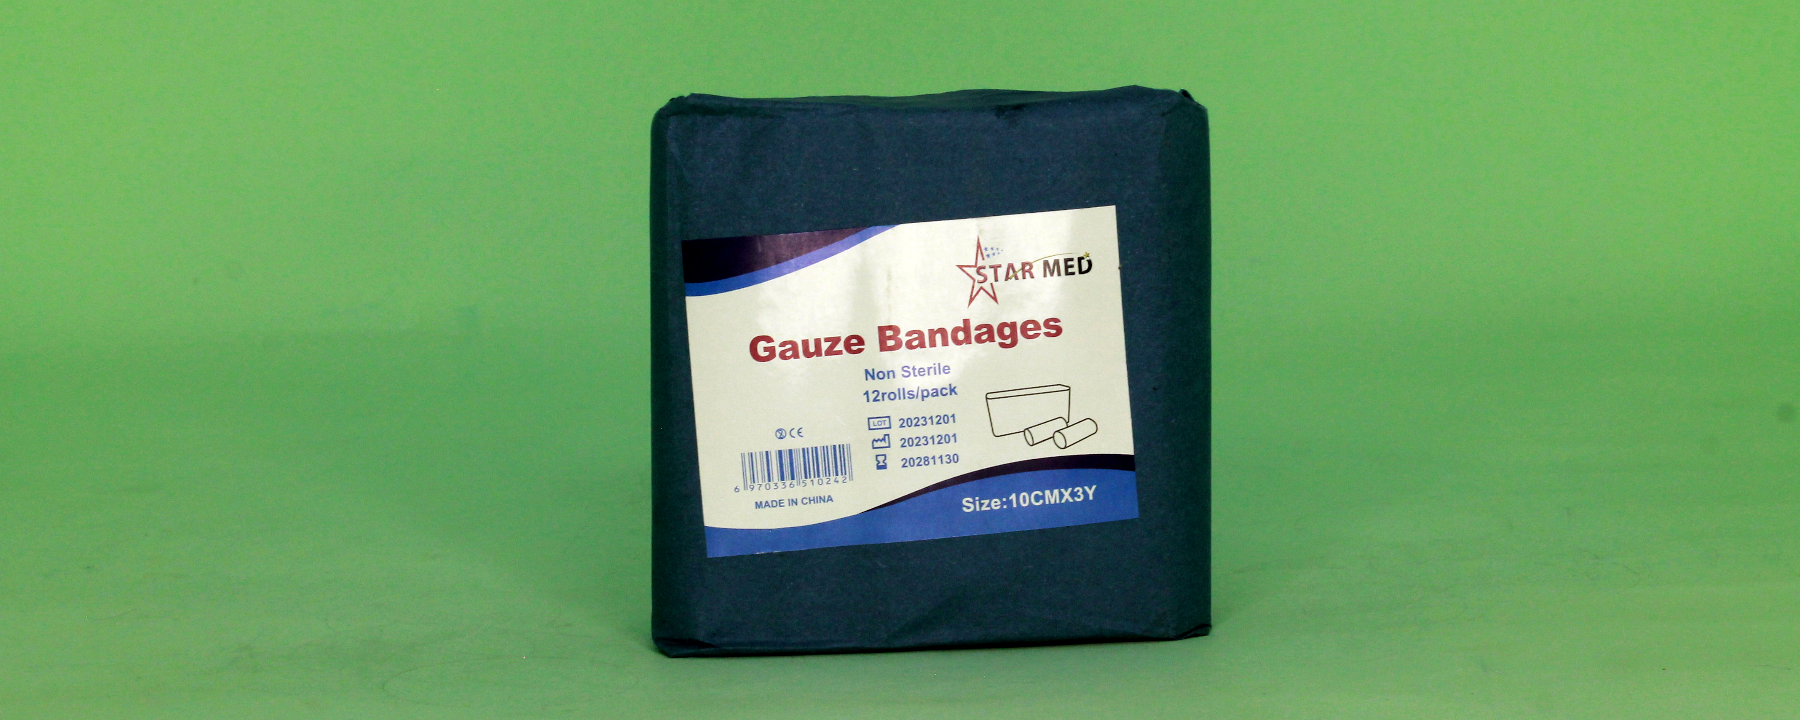 STAR MED
Gauze Bandages
Non Sterile
12rolls/pack
LOT 20231201
20231201
20281130
CE
6 970336 510242
MADE IN CHINA
Size:10CMX3Y